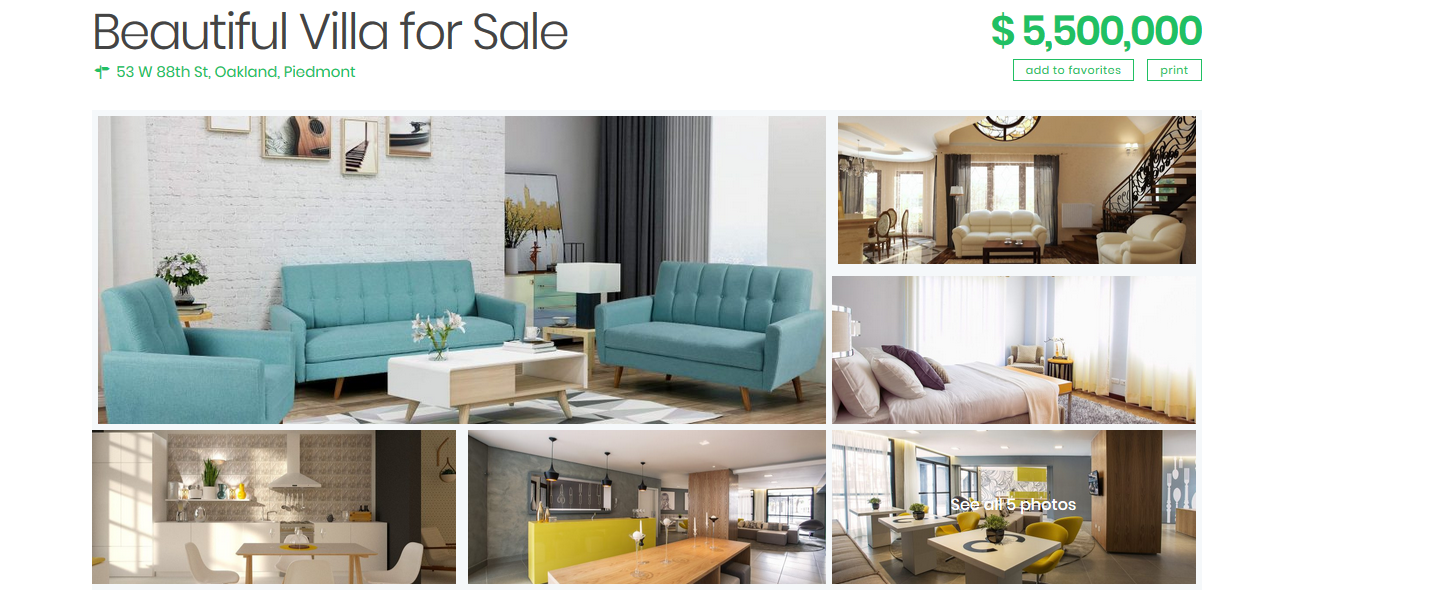 Beautiful Villa for Sale
$ 5,500,000
53 W 88th St, Oakland, Piedmont
add to favorites
print
See all 5 photos